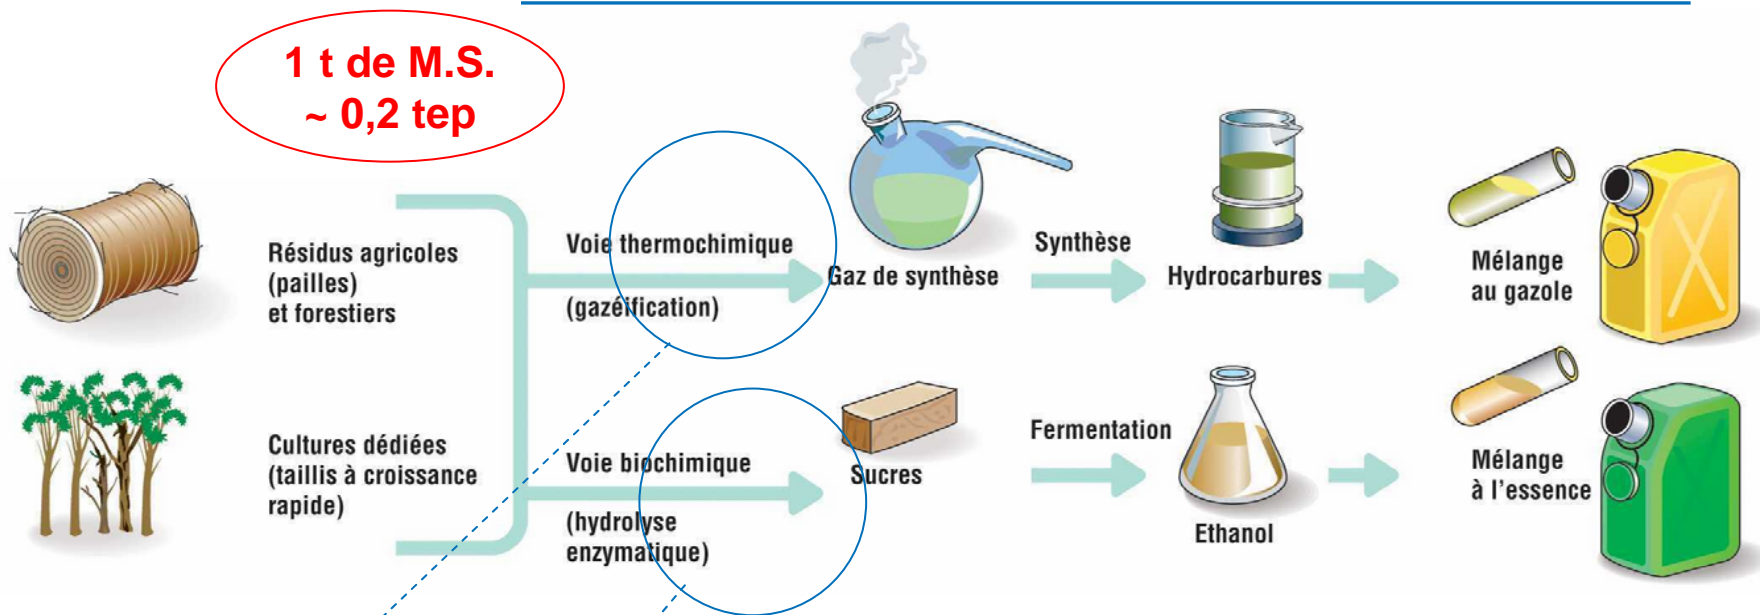 1 t de M.S.
~ 0,2 tep
Résidus agricoles
(pailles)
et forestiers
Voie thermochimique
(gazéification)
Gaz de synthèse
Synthèse
Hydrocarbures
Mélange
au gazole
Cultures dédiées
(taillis à croissance
rapide)
Voie biochimique
(hydrolyse
enzymatique)
Sucres
Fermentation
Ethanol
Mélange
à l'essence